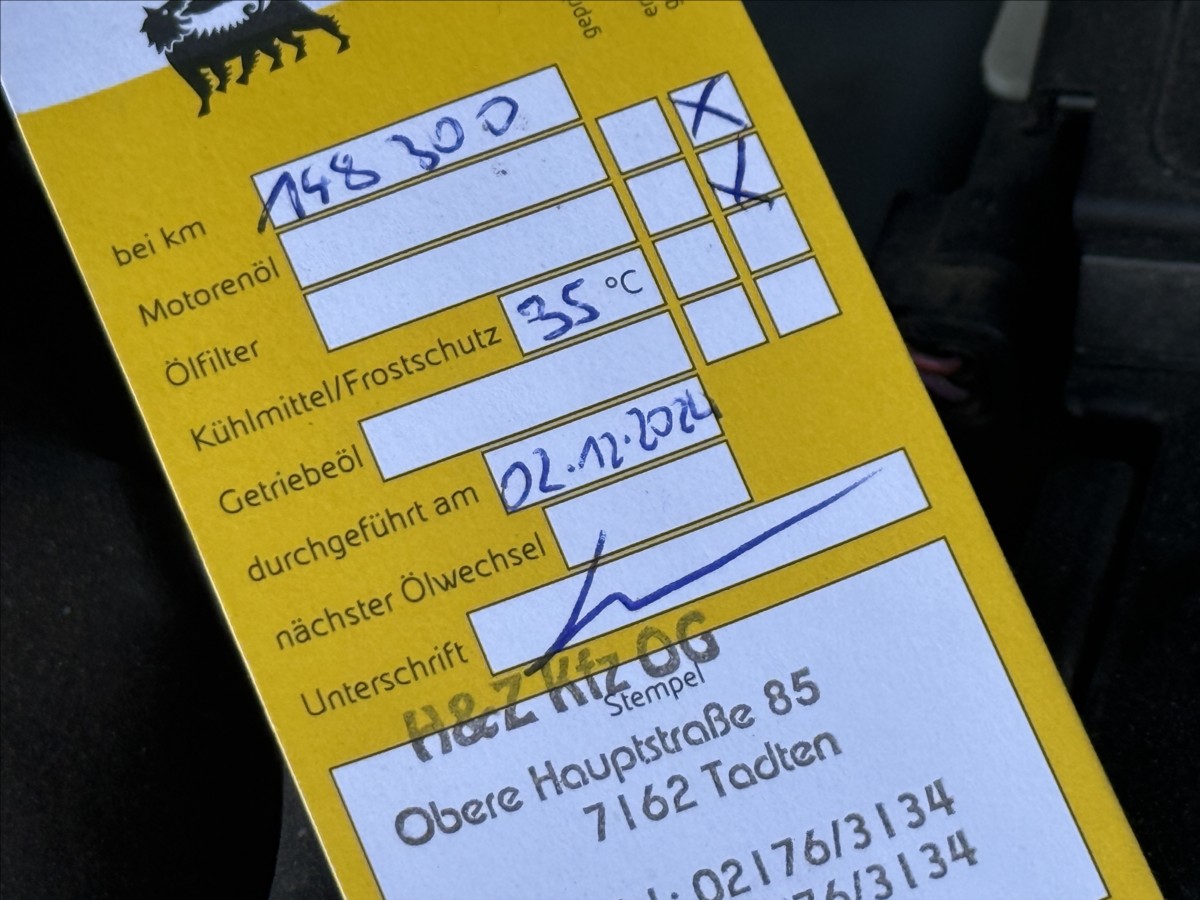 bei km 148 300
Motorenöl
Ölfilter
Kühlmittel/Frostschutz 35 °C
Getriebeöl
durchgeführt am 02.12.2024
nächster Ölwechsel
Unterschrift
H&Z Kfz OG
Stempel
Obere Hauptstraße 85
7162 Tadten
02176/3134
/3134